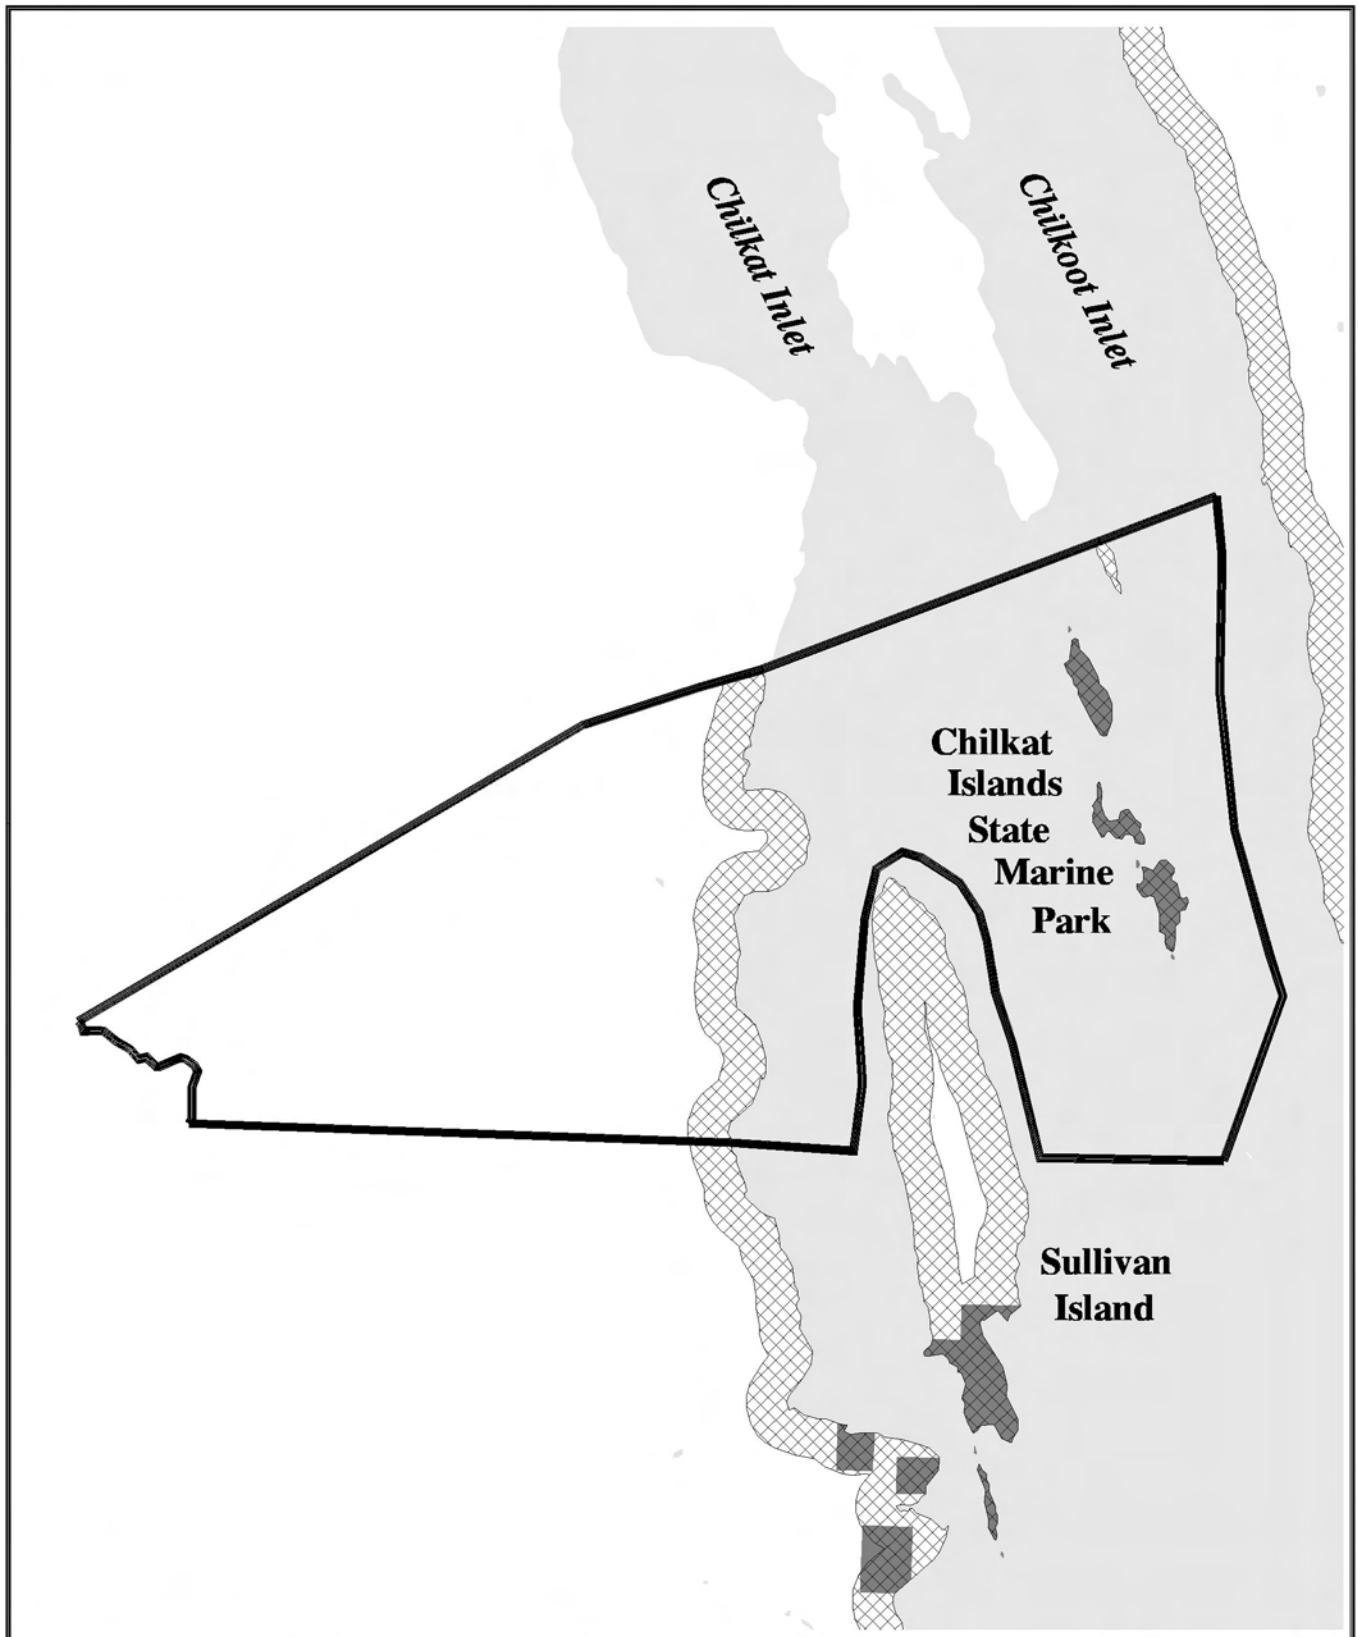 Chilkat Inlet
Chilkoot Inlet
Chilkat
Islands
State
Marine
Park
Sullivan
Island